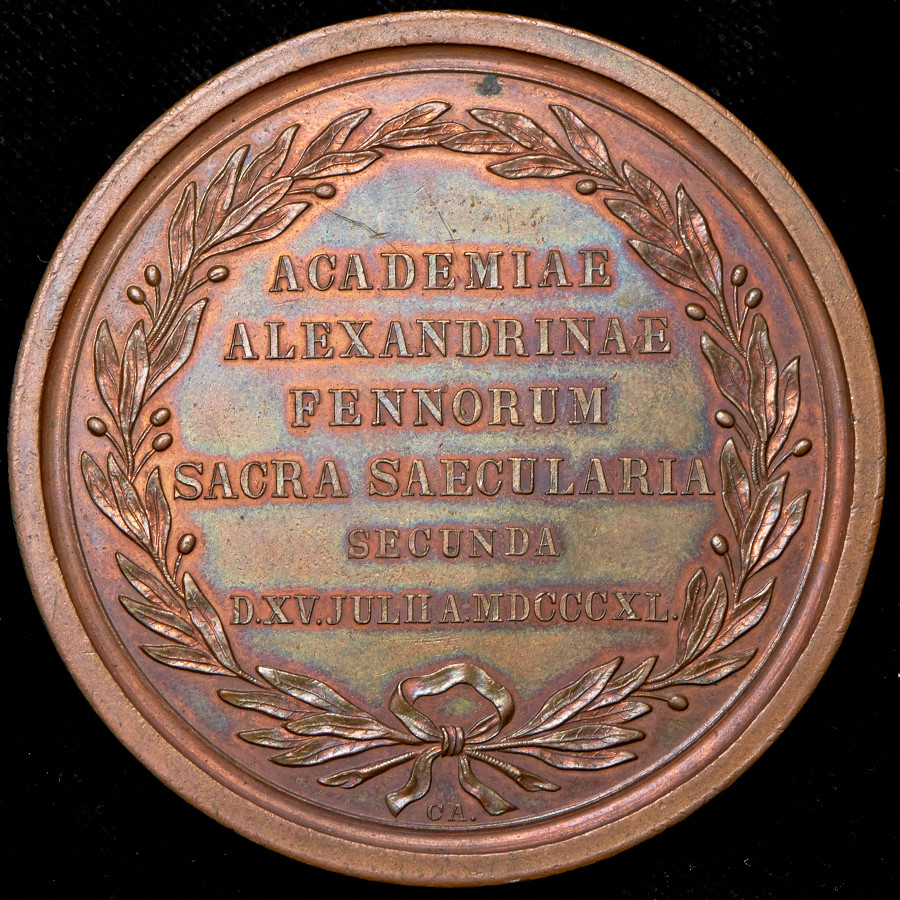 ACADEMIAE
ALEXANDRINAE
FENNORUM
SACRA SAECULARIA
SECUNDA
D.XV.JULII A.MDCCCXL.
CA.